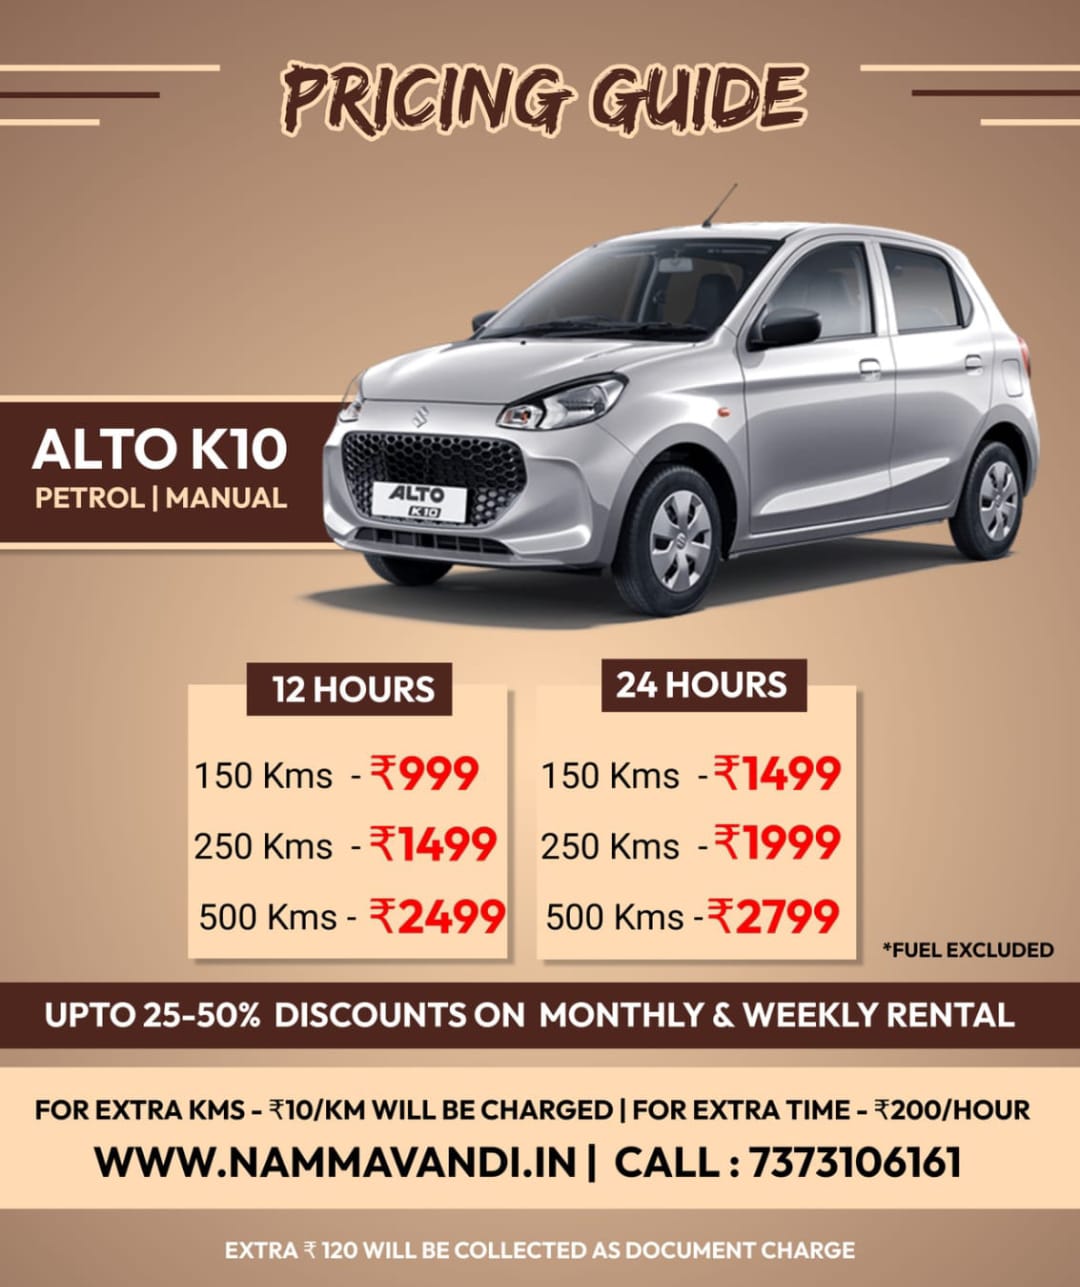 PRICING GUIDE
ALTO K10
PETROL | MANUAL
ALTO
K10
12 HOURS
150 Kms - ₹999
250 Kms - ₹1499
500 Kms - ₹2499
24 HOURS
150 Kms - ₹1499
250 Kms - ₹1999
500 Kms - ₹2799
*FUEL EXCLUDED
UPTO 25-50% DISCOUNTS ON MONTHLY & WEEKLY RENTAL
FOR EXTRA KMS - ₹10/KM WILL BE CHARGED | FOR EXTRA TIME - ₹200/HOUR
WWW.NAMMAVANDI.IN | CALL : 7373106161
EXTRA ₹ 120 WILL BE COLLECTED AS DOCUMENT CHARGE